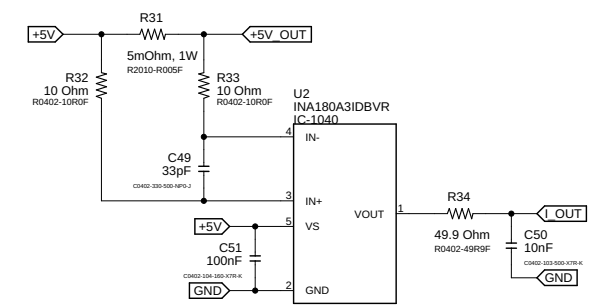 R31
+5V
+5V_OUT
5mOhm, 1W
R2010-R005F
R32
10 Ohm
R0402-10R0F
R33
10 Ohm
R0402-10R0F
U2
INA180A3IDBVR
IC-1040
4
IN-
C49
33pF
C0402-330-500-NP0-J
3
IN+
1
VOUT
R34
49.9 Ohm
R0402-49R9F
I_OUT
+5V
5
VS
C51
100nF
C0402-104-160-X7R-K
C50
10nF
C0402-103-500-X7R-K
GND
2
GND
GND